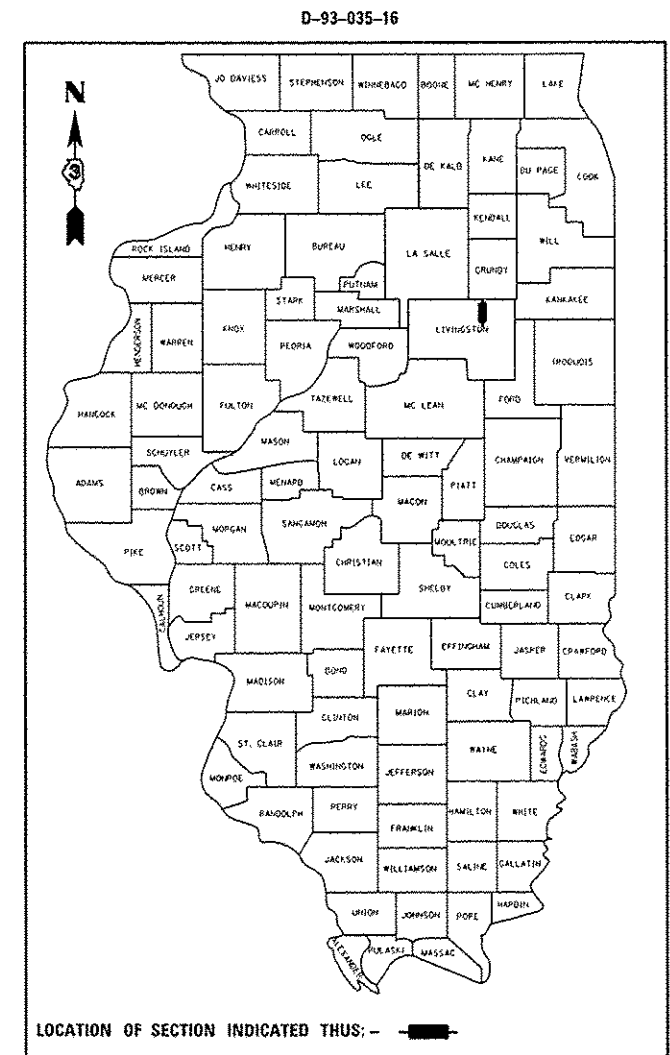 D-93-035-16
JO DAVIESS STEPHENSON WINNEBAGO BOONE MC HENRY LAKE
N
CARROLL OGLE
DE KALB KANE
DU PAGE COOK
3
WHITESIDE LEE
KENDALL
ROCK ISLAND HENRY BUREAU LA SALLE WILL
GRUNDY
MERCER
PUTNAM
STARK MARSHALL KANKAKEE
HENDERSON WARREN KNOX LIVINGSTON
PEORIA WOODFORD IROQUOIS
HANCOCK MC DONOUGH FULTON TAZEWELL MC LEAN FORD
MASON
SCHUYLER LOGAN DE WITT CHAMPAIGN VERMILION
ADAMS BROWN CASS MENARD PIATT
MACON
MORGAN SANGAMON DOUGLAS
PIKE SCOTT CHRISTIAN MOULTRIE EDGAR
COLES
GREENE MACOUPIN MONTGOMERY SHELBY CUMBERLAND CLARK
CALHOUN JERSEY
FAYETTE EFFINGHAM JASPER CRAWFORD
MADISON BOND
CLAY RICHLAND LAWRENCE
CLINTON MARION
ST. CLAIR WAYNE EDWARDS WABASH
MONROE WASHINGTON JEFFERSON
RANDOLPH PERRY HAMILTON WHITE
FRANKLIN
JACKSON WILLIAMSON SALINE GALLATIN
UNION JOHNSON POPE HARDIN
ALEXANDER PULASKI MASSAC
LOCATION OF SECTION INDICATED THUS: -